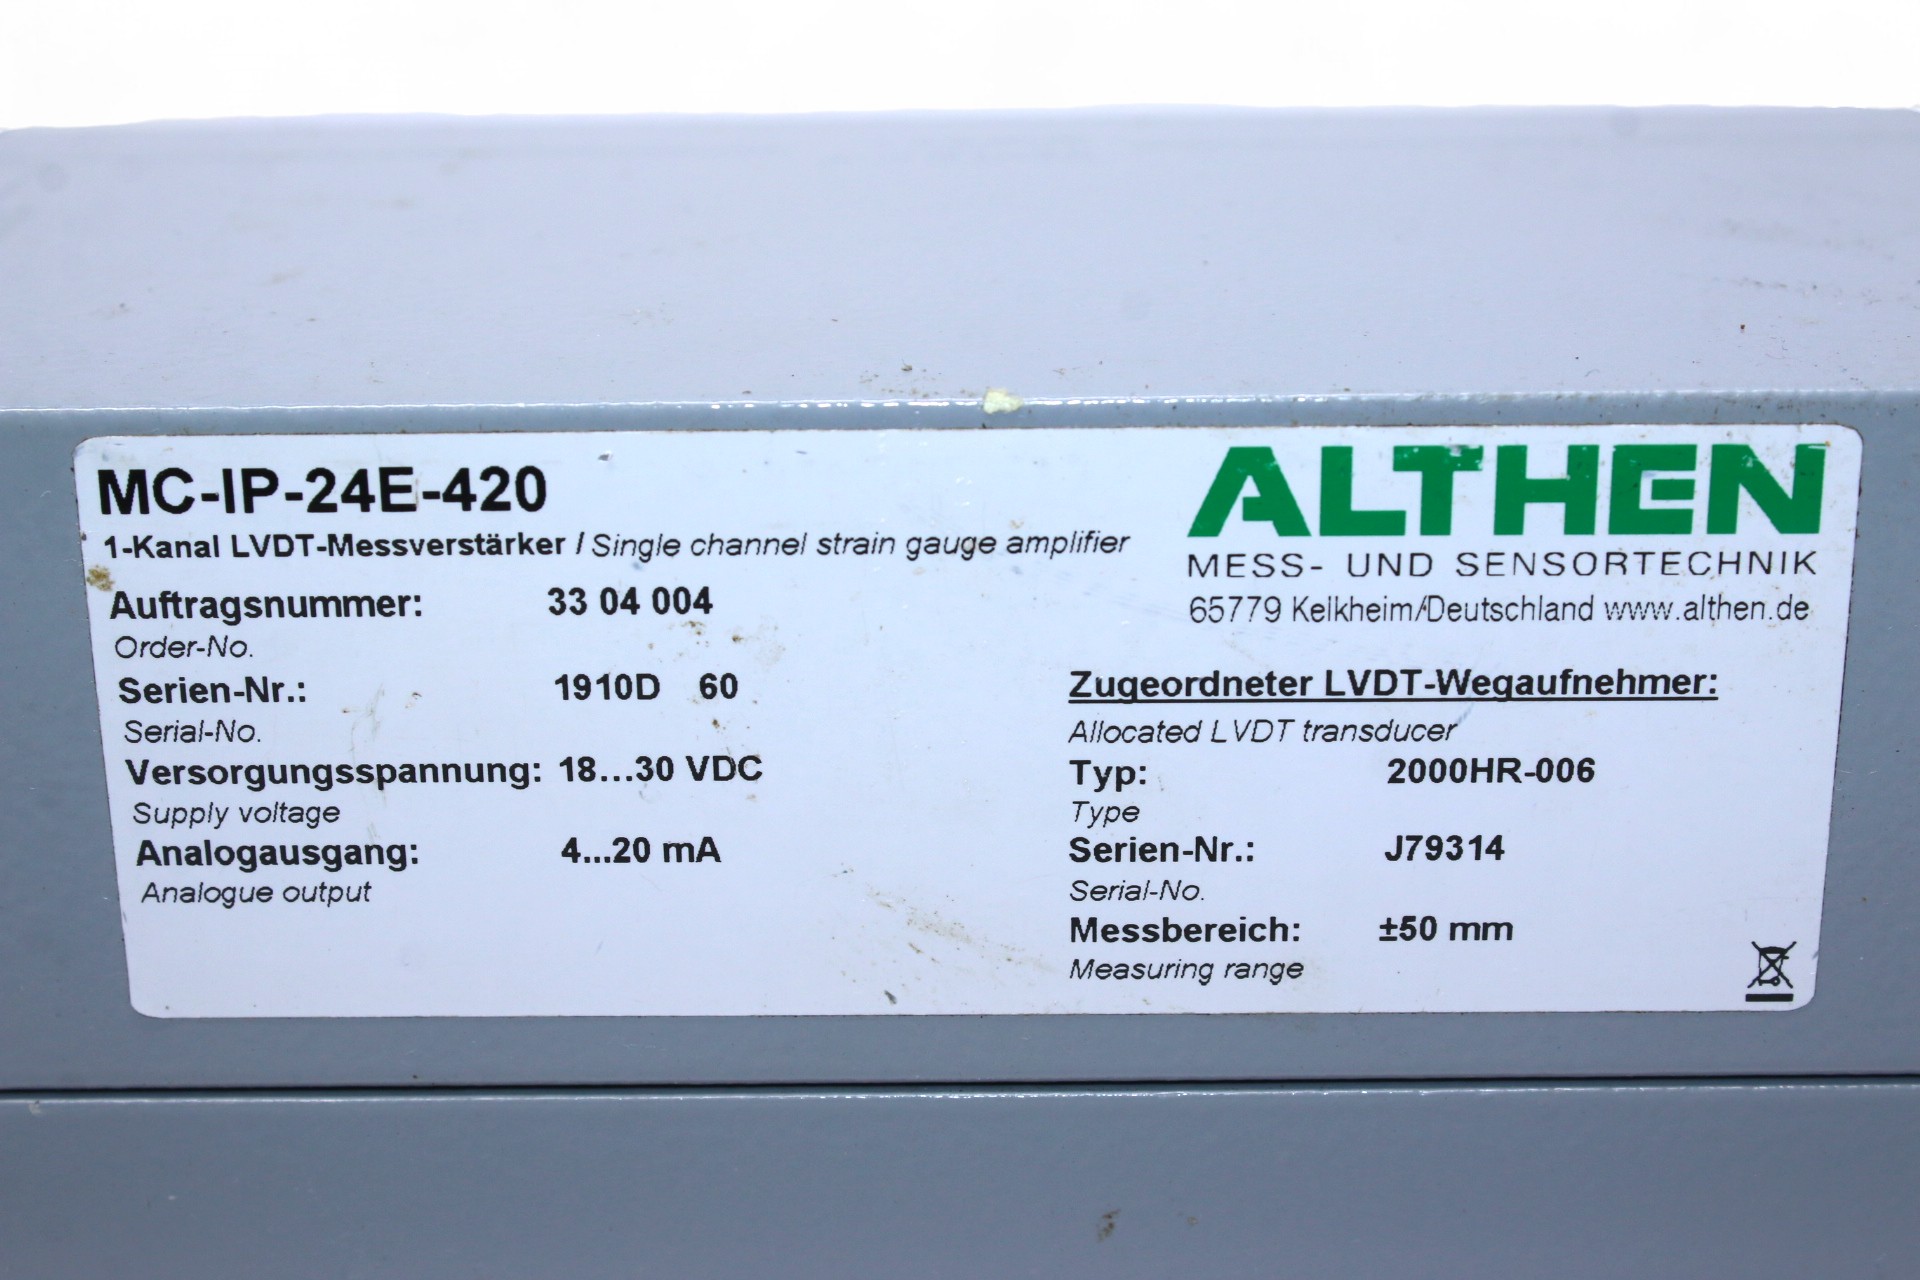 MC-IP-24E-420
1-Kanal LVDT-Messverstärker / Single channel strain gauge amplifier
Auftragsnummer: 33 04 004
Order-No.
Serien-Nr.: 1910D 60
Serial-No.
Versorgungsspannung: 18...30 VDC
Supply voltage
Analogausgang: 4...20 mA
Analogue output
ALTHEN
MESS- UND SENSORTECHNIK
65779 Kelkheim/Deutschland www.althen.de
Zugeordneter LVDT-Wegaufnehmer:
Allocated LVDT transducer
Typ: 2000HR-006
Type
Serien-Nr.: J79314
Serial-No.
Messbereich: ±50 mm
Measuring range